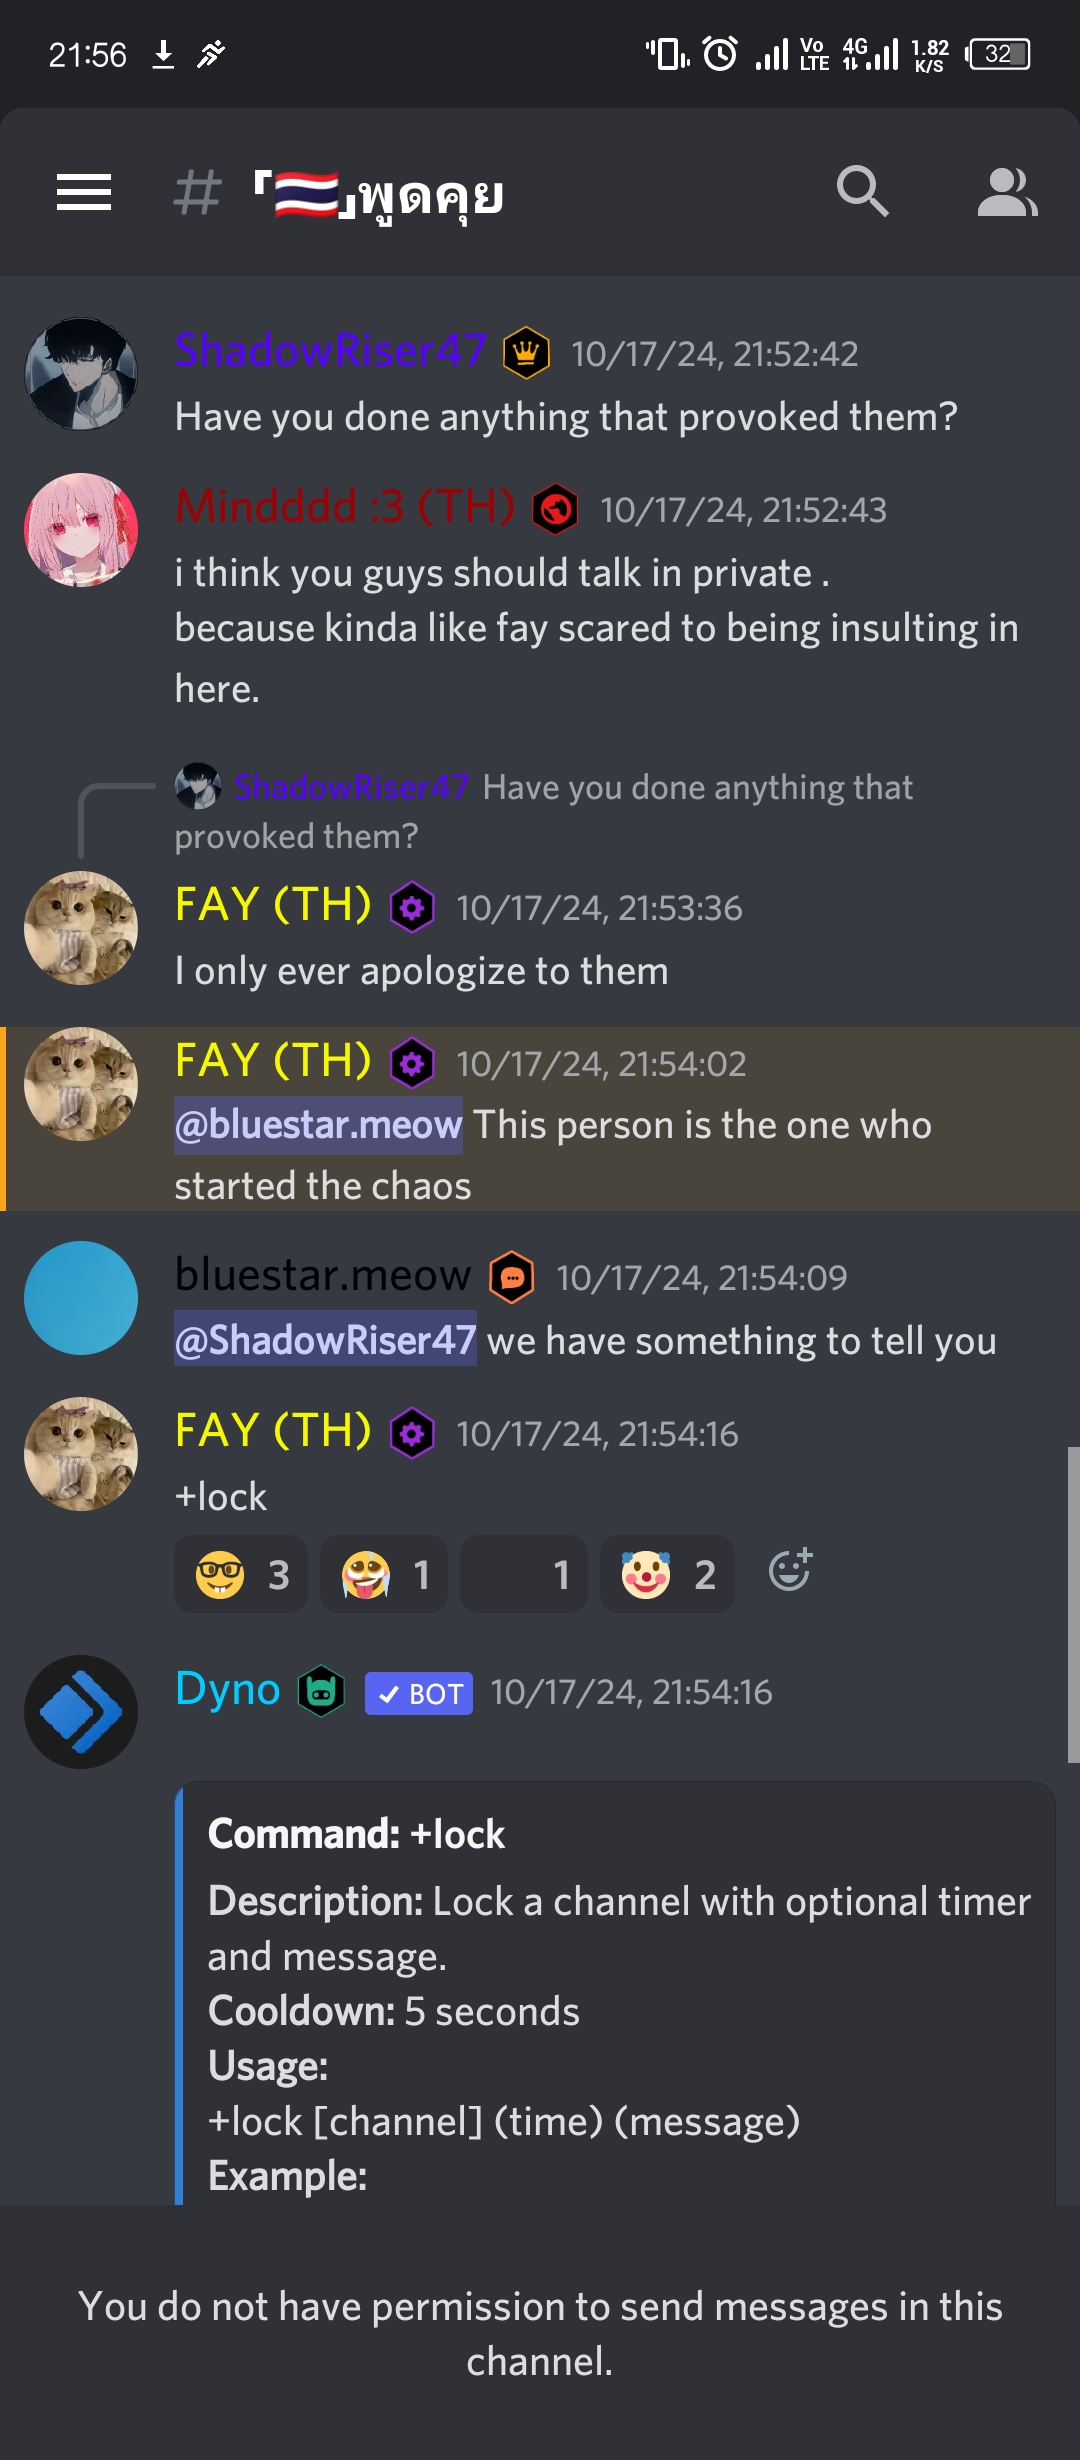 21:56 Vo LTE 4G 1.82 K/S 32
# 「🇹🇭」พูดคุย
ShadowRiser47 10/17/24, 21:52:42
Have you done anything that provoked them?
Mindddd :3 (TH) 10/17/24, 21:52:43
i think you guys should talk in private .
because kinda like fay scared to being insulting in
here.
ShadowRiser47 Have you done anything that
provoked them?
FAY (TH) 10/17/24, 21:53:36
I only ever apologize to them
FAY (TH) 10/17/24, 21:54:02
@bluestar.meow This person is the one who
started the chaos
bluestar.meow 10/17/24, 21:54:09
@ShadowRiser47 we have something to tell you
FAY (TH) 10/17/24, 21:54:16
+lock
3 1 1 2
Dyno ✓ BOT 10/17/24, 21:54:16
Command: +lock
Description: Lock a channel with optional timer
and message.
Cooldown: 5 seconds
Usage:
+lock [channel] (time) (message)
Example:
You do not have permission to send messages in this
channel.